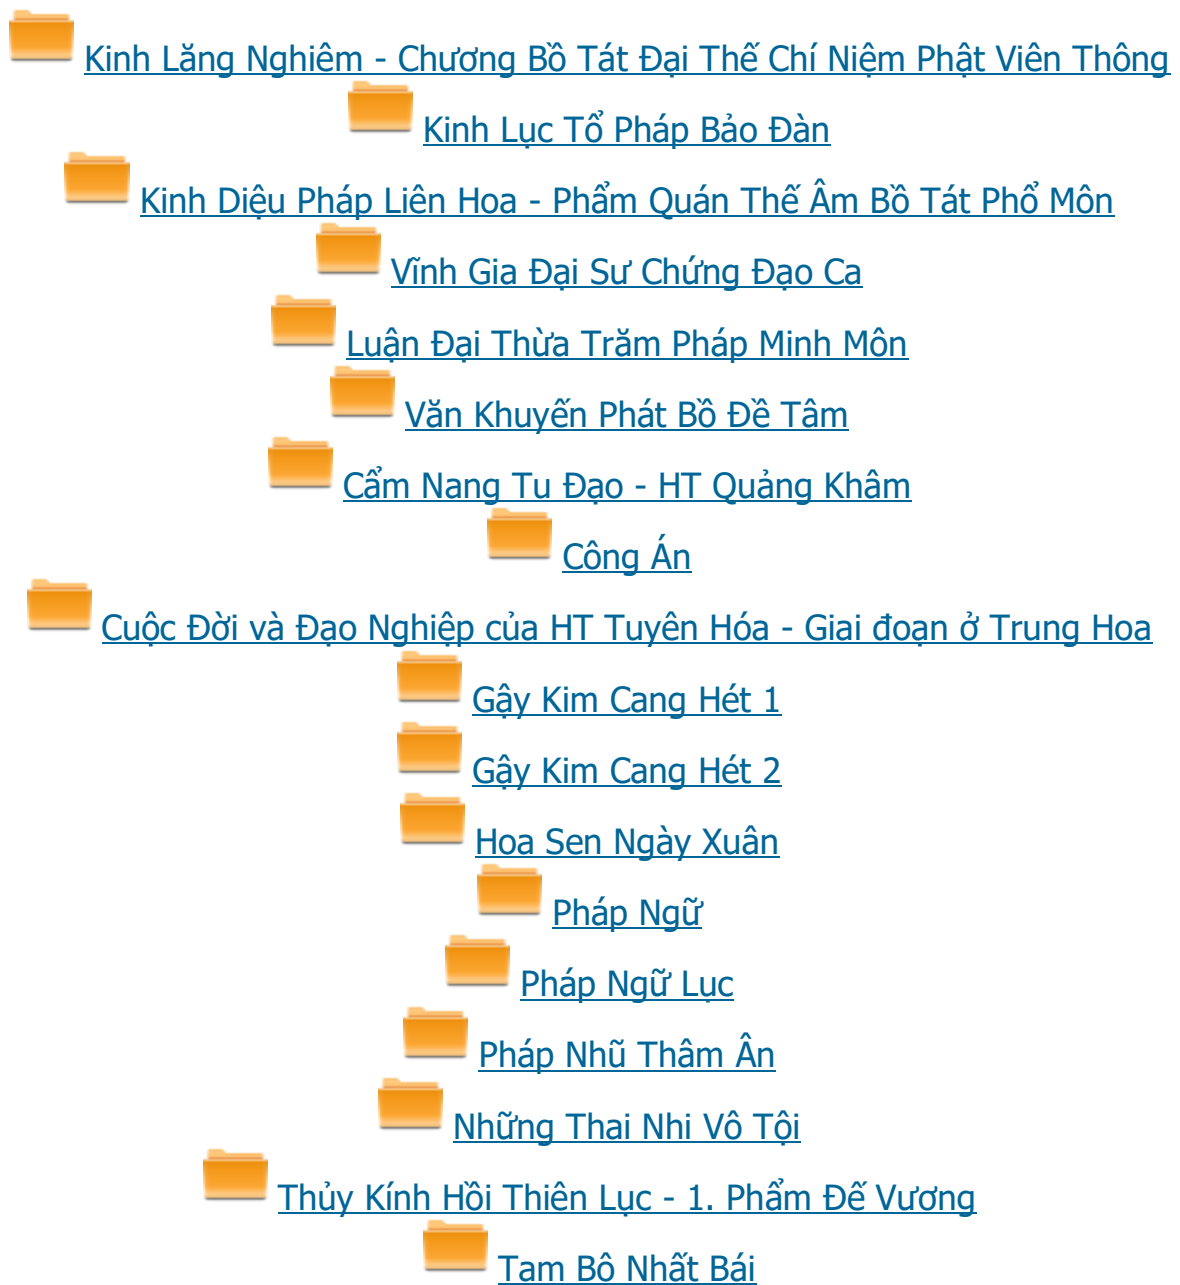 Kinh Lăng Nghiêm - Chương Bồ Tát Đại Thế Chí Niệm Phật Viên Thông
Kinh Lục Tổ Pháp Bảo Đàn
Kinh Diệu Pháp Liên Hoa - Phẩm Quán Thế Âm Bồ Tát Phổ Môn
Vĩnh Gia Đại Sư Chứng Đạo Ca
Luận Đại Thừa Trăm Pháp Minh Môn
Văn Khuyến Phát Bồ Đề Tâm
Cẩm Nang Tu Đạo - HT Quảng Khâm
Công Án
Cuộc Đời và Đạo Nghiệp của HT Tuyên Hóa - Giai đoạn ở Trung Hoa
Gậy Kim Cang Hét 1
Gậy Kim Cang Hét 2
Hoa Sen Ngày Xuân
Pháp Ngữ
Pháp Ngữ Lục
Pháp Nhũ Thâm Ân
Những Thai Nhi Vô Tội
Thủy Kính Hồi Thiên Lục - 1. Phẩm Đế Vương
Tam Bô Nhất Bái